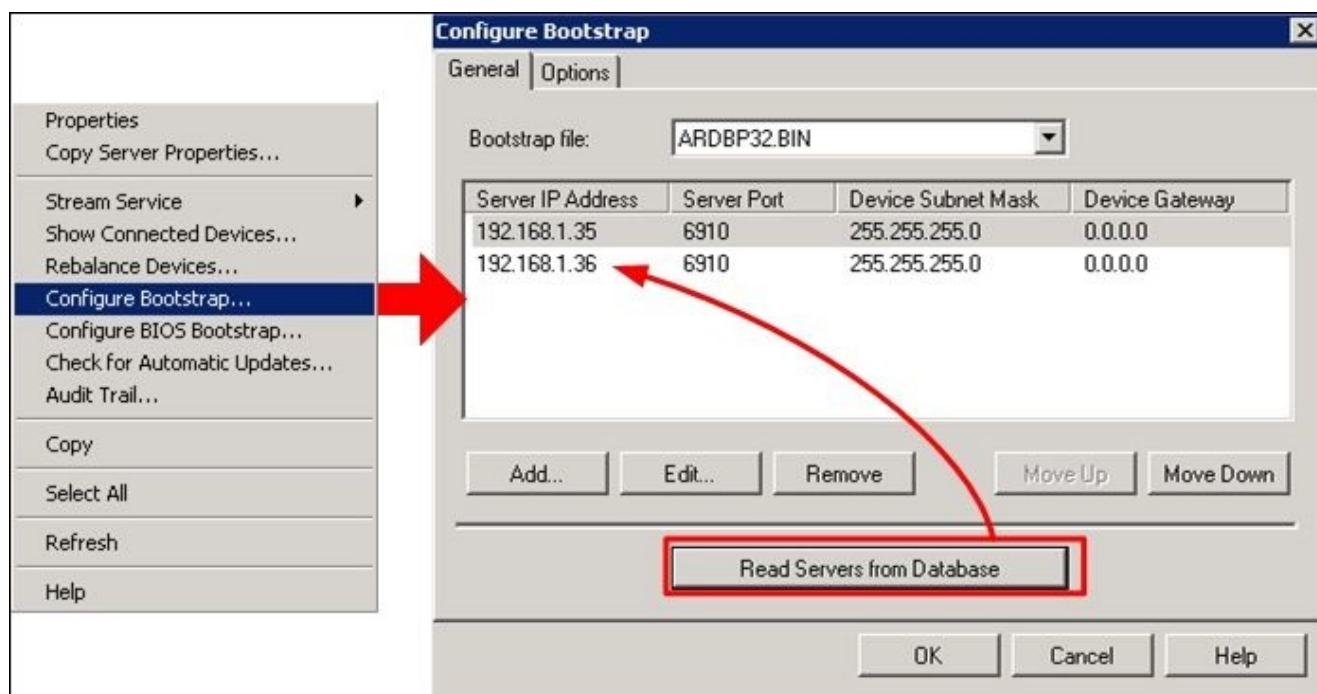 Properties
Copy Server Properties...
Stream Service
Show Connected Devices...
Rebalance Devices...
Configure Bootstrap...
Configure BIOS Bootstrap...
Check for Automatic Updates...
Audit Trail...
Copy
Select All
Refresh
Help
Configure Bootstrap
General Options
Bootstrap file: ARDBP32.BIN
Server IP Address Server Port Device Subnet Mask Device Gateway
192.168.1.35 6910 255.255.255.0 0.0.0.0
192.168.1.36 6910 255.255.255.0 0.0.0.0
Add... Edit... Remove Move Up Move Down
Read Servers from Database
OK Cancel Help